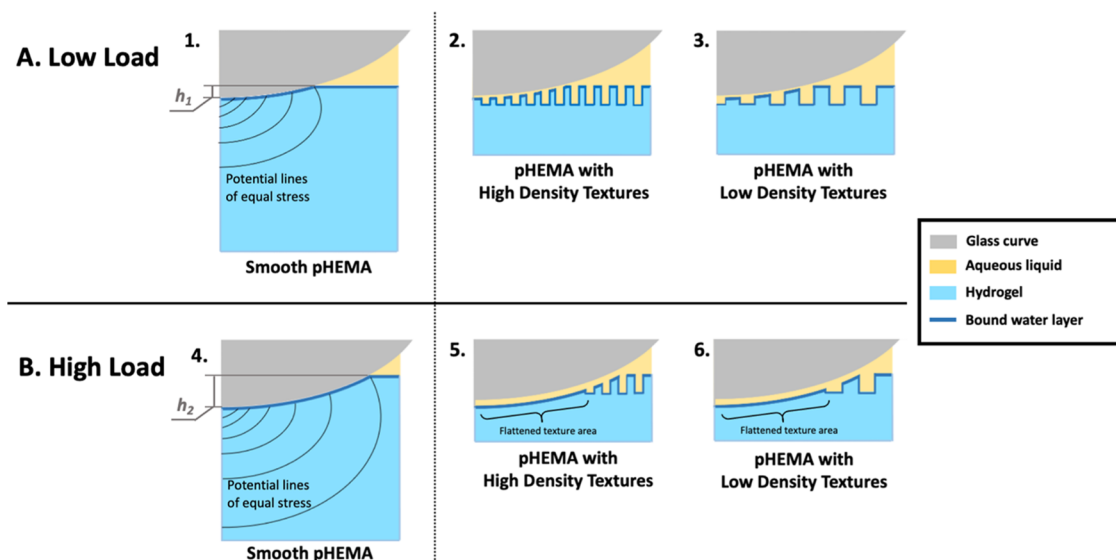 A. Low Load
1.
h1
Potential lines
of equal stress
Smooth pHEMA
2.
pHEMA with
High Density Textures
3.
pHEMA with
Low Density Textures
Glass curve
Aqueous liquid
Hydrogel
Bound water layer
B. High Load
4.
h2
Potential lines
of equal stress
Smooth pHEMA
5.
Flattened texture area
pHEMA with
High Density Textures
6.
Flattened texture area
pHEMA with
Low Density Textures